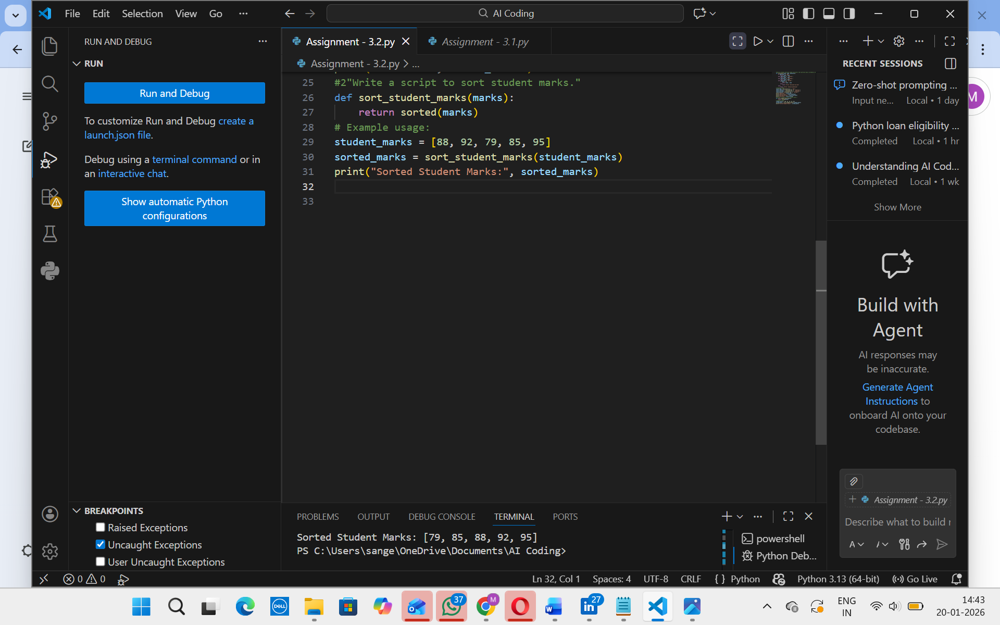 File Edit Selection View Go ...
AI Coding
RUN AND DEBUG
RUN
Run and Debug
To customize Run and Debug create a
launch.json file.
Debug using a terminal command or in
an interactive chat.
Show automatic Python
configurations
BREAKPOINTS
Raised Exceptions
Uncaught Exceptions
User Uncaught Exceptions
Assignment - 3.2.py
Assignment - 3.1.py
Assignment - 3.2.py > ...
25 #2"Write a script to sort student marks."
26 def sort_student_marks(marks):
27 return sorted(marks)
28 # Example usage:
29 student_marks = [88, 92, 79, 85, 95]
30 sorted_marks = sort_student_marks(student_marks)
31 print("Sorted Student Marks:", sorted_marks)
32
33
PROBLEMS OUTPUT DEBUG CONSOLE TERMINAL PORTS
Sorted Student Marks: [79, 85, 88, 92, 95]
PS C:\Users\sange\OneDrive\Documents\AI Coding>
powershell
Python Deb...
RECENT SESSIONS
Zero-shot prompting ...
Input ne... Local • 1 day
Python loan eligibility ...
Completed Local • 1 hr
Understanding AI Cod...
Completed Local • 1 wk
Show More
Build with
Agent
AI responses may
be inaccurate.
Generate Agent
Instructions to
onboard AI onto your
codebase.
Assignment - 3.2.py
Describe what to build
A
M
0 0
Ln 32, Col 1 Spaces: 4 UTF-8 CRLF { } Python Python 3.13 (64-bit) Go Live
DELL
37
M
W
in 27
ENG
IN
14:43
20-01-2026